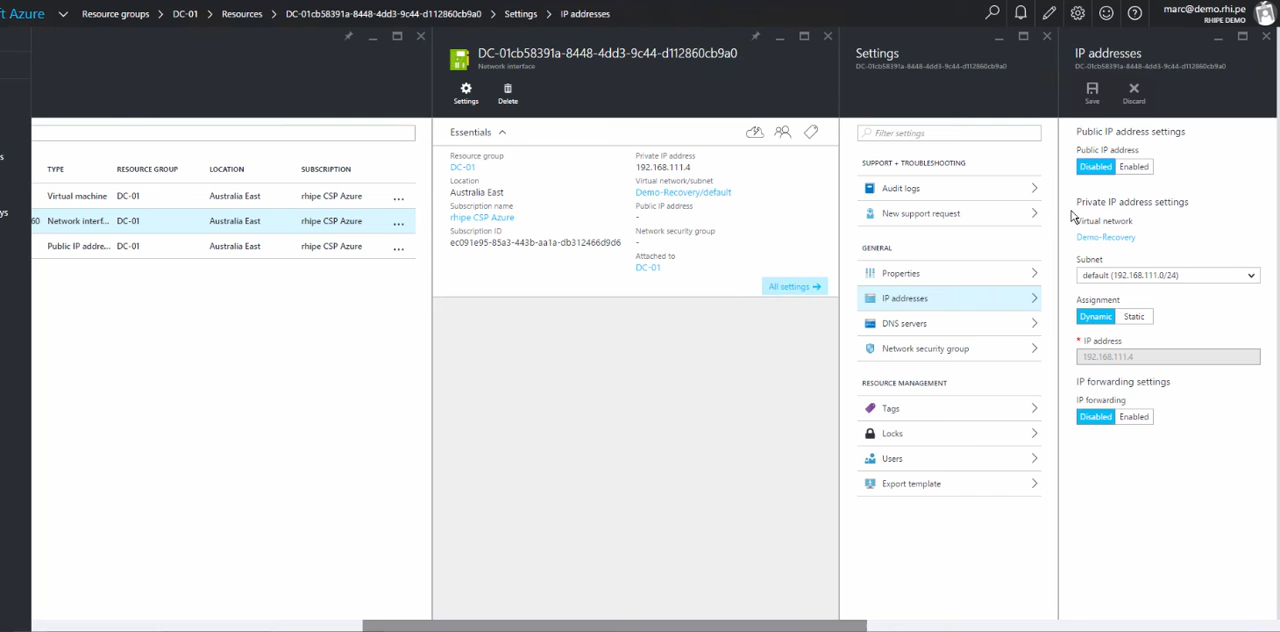 t Azure
Resource groups > DC-01 > Resources > DC-01cb58391a-8448-4dd3-9c44-d112860cb9a0 > Settings > IP addresses
marc@demo.rhi.pe
RHIPE DEMO
s
ys
TYPE RESOURCE GROUP LOCATION SUBSCRIPTION
Virtual machine DC-01 Australia East rhipe CSP Azure ...
60 Network interf... DC-01 Australia East rhipe CSP Azure ...
Public IP addre... DC-01 Australia East rhipe CSP Azure ...
DC-01cb58391a-8448-4dd3-9c44-d112860cb9a0
Network interface
Settings Delete
Essentials
Resource group
DC-01
Location
Australia East
Subscription name
rhipe CSP Azure
Subscription ID
ec091e95-85a3-443b-aa1a-db312466d9d6
Private IP address
192.168.111.4
Virtual network/subnet
Demo-Recovery/default
Public IP address
-
Network security group
-
Attached to
DC-01
All settings →
Settings
DC-01cb58391a-8448-4dd3-9c44-d112860cb9a0
Filter settings
SUPPORT + TROUBLESHOOTING
Audit logs
New support request
GENERAL
Properties
IP addresses
DNS servers
Network security group
RESOURCE MANAGEMENT
Tags
Locks
Users
Export template
IP addresses
DC-01cb58391a-8448-4dd3-9c44-d112860cb9a0
Save Discard
Public IP address settings
Public IP address
Disabled Enabled
Private IP address settings
Virtual network
Demo-Recovery
Subnet
default (192.168.111.0/24)
Assignment
Dynamic Static
* IP address
192.168.111.4
IP forwarding settings
IP forwarding
Disabled Enabled